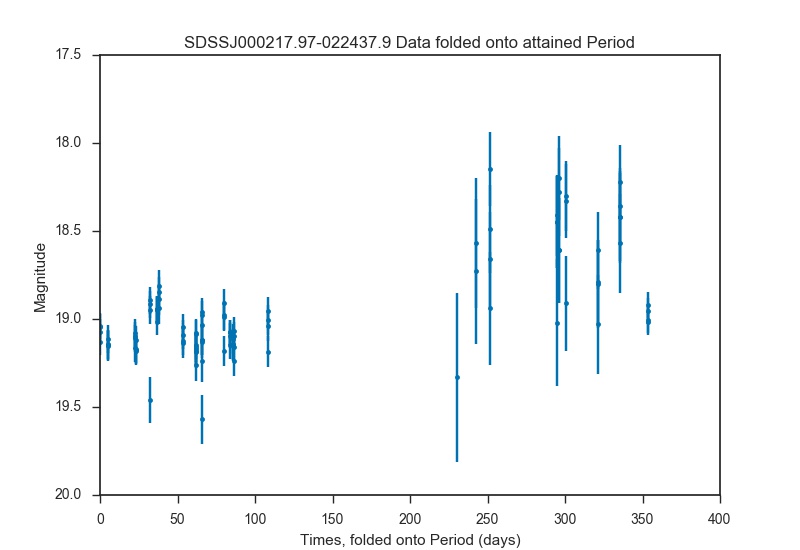 SDSSJ000217.97-022437.9 Data folded onto attained Period
17.5
18.0
18.5
19.0
19.5
20.0
Magnitude
0 50 100 150 200 250 300 350 400
Times, folded onto Period (days)